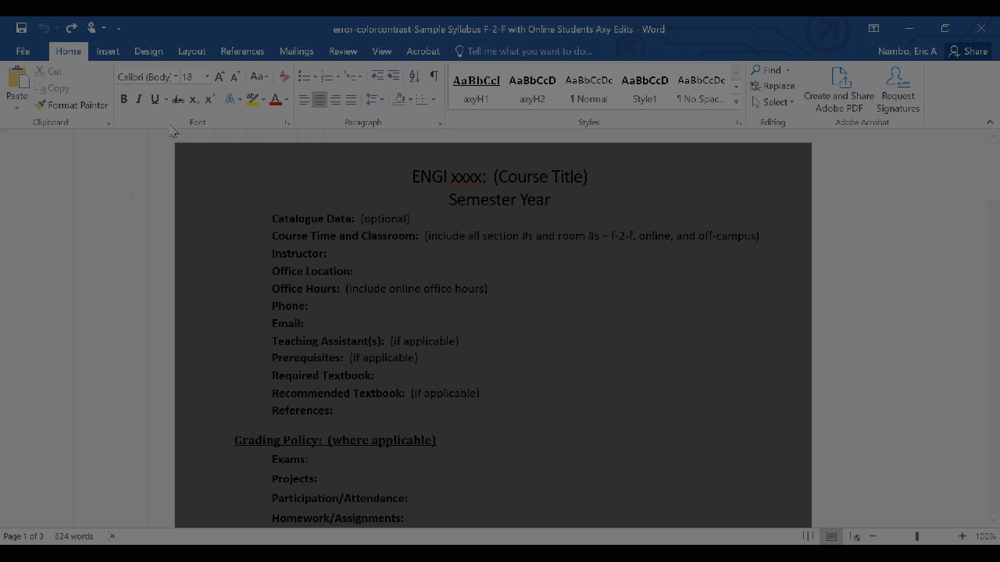 error-colorcontrast-Sample Syllabus F-2-F with Online Students Axy Edits - Word
File Home Insert Design Layout References Mailings Review View Acrobat Tell me what you want to do... Nambo, Eric A Share
Paste
Cut
Copy
Format Painter
Clipboard
Calibri (Body) 18
Font
Paragraph
AaBbCcI AaBbCcD AaBbCcDc AaBbCcD AaBbCcDc
axyH1 axyH2 ¶ Normal Style1 ¶ No Spac...
Styles
Find
Replace
Select
Editing
Create and Share
Adobe PDF
Request
Signatures
Adobe Acrobat
ENGI xxxx: (Course Title)
Semester Year
Catalogue Data: (optional)
Course Time and Classroom: (include all section #s and room #s – f-2-f, online, and off-campus)
Instructor:
Office Location:
Office Hours: (include online office hours)
Phone:
Email:
Teaching Assistant(s): (if applicable)
Prerequisites: (if applicable)
Required Textbook:
Recommended Textbook: (if applicable)
References:
Grading Policy: (where applicable)
Exams:
Projects:
Participation/Attendance:
Homework/Assignments:
Page 1 of 3 624 words 100%